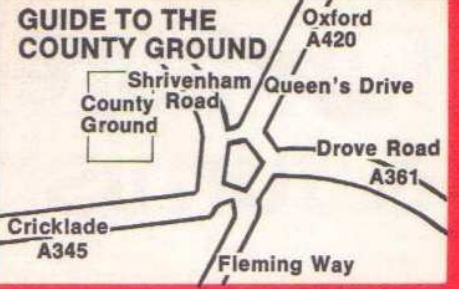 GUIDE TO THE
COUNTY GROUND
Oxford
A420
Shrivenham
Road
Queen's Drive
County
Ground
Drove Road
A361
Cricklade
A345
Fleming Way